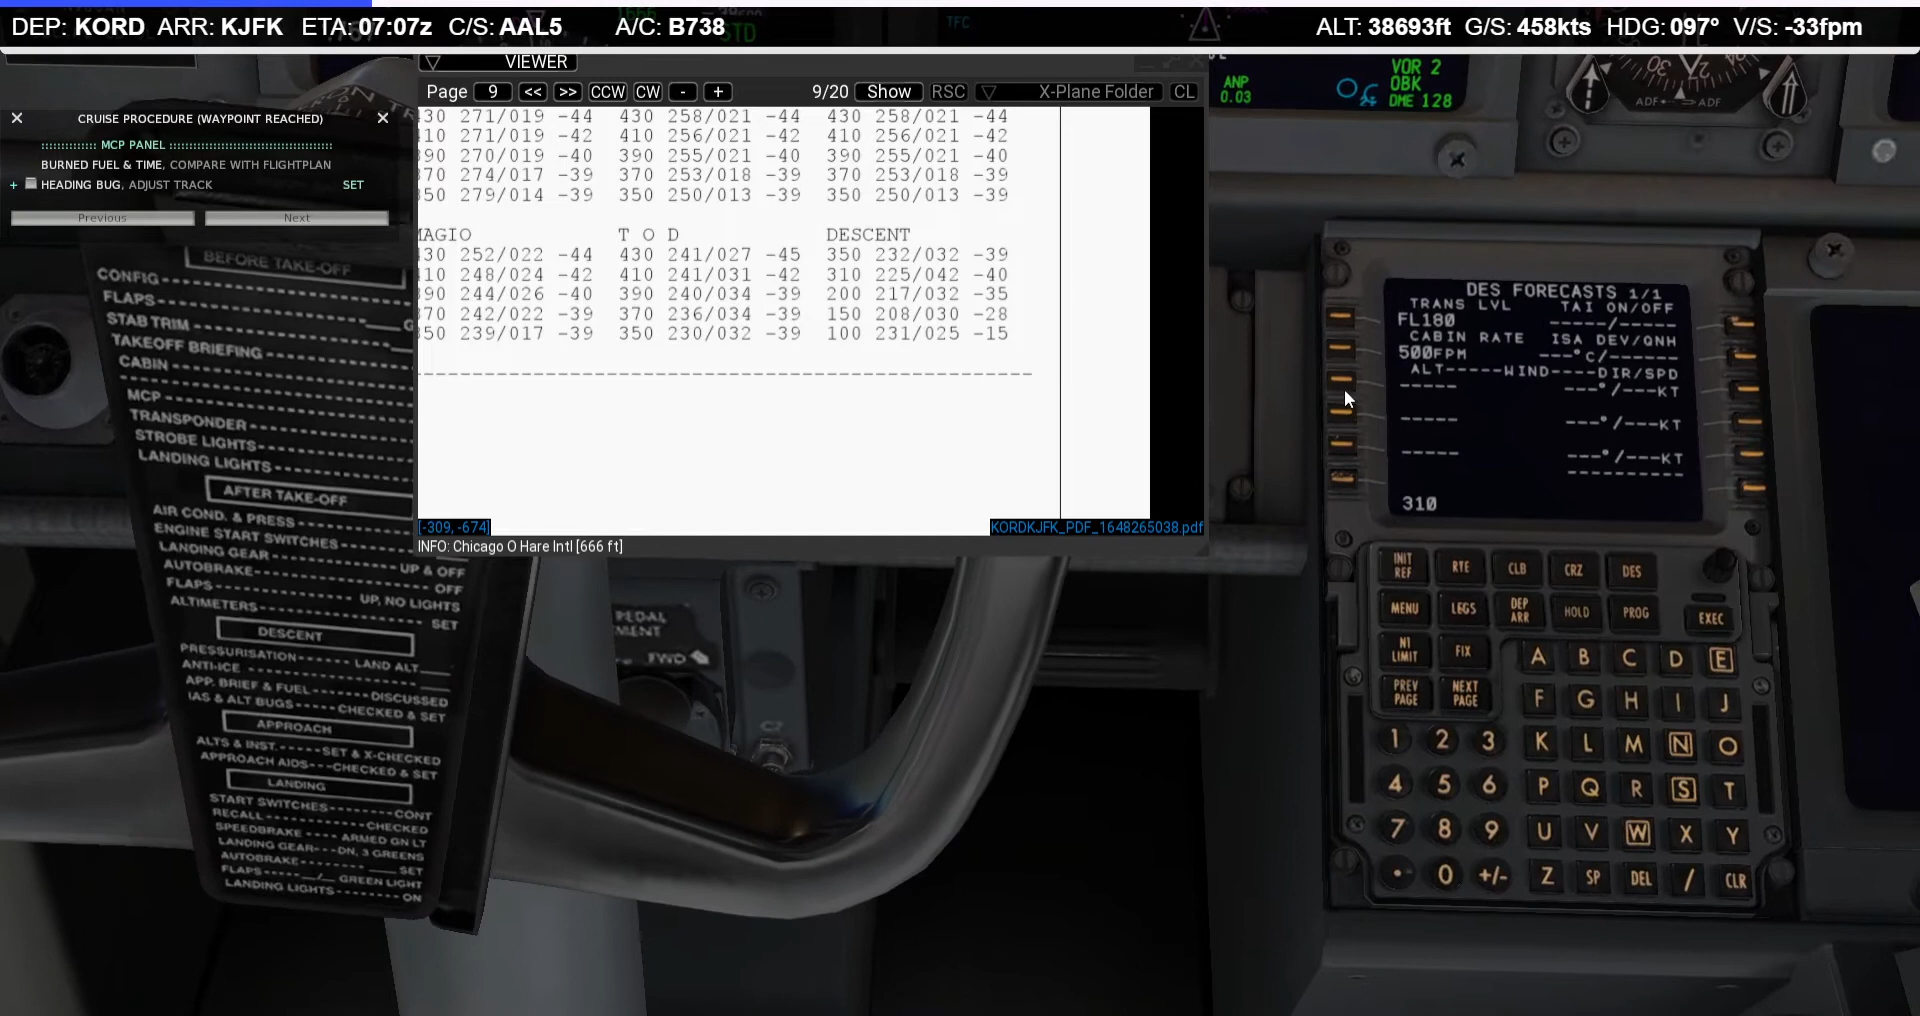 DEP: KORD ARR: KJFK ETA: 07:07z C/S: AAL5 A/C: B738 ALT: 38693ft G/S: 458kts HDG: 097° V/S: -33fpm
STD
TFC
VIEWER
Page 9 << >> CCW CW - + 9/20 Show RSC X-Plane Folder CL
ANP
0.03
VOR 2
OBK
DME 128
30
ADF ADF
CRUISE PROCEDURE (WAYPOINT REACHED)
MCP PANEL
BURNED FUEL & TIME, COMPARE WITH FLIGHTPLAN
+ HEADING BUG, ADJUST TRACK SET
Previous Next
30 271/019 -44 430 258/021 -44 430 258/021 -44
10 271/019 -42 410 256/021 -42 410 256/021 -42
90 270/019 -40 390 255/021 -40 390 255/021 -40
70 274/017 -39 370 253/018 -39 370 253/018 -39
50 279/014 -39 350 250/013 -39 350 250/013 -39
MAGIO T O D DESCENT
30 252/022 -44 430 241/027 -45 350 232/032 -39
10 248/024 -42 410 241/031 -42 310 225/042 -40
90 244/026 -40 390 240/034 -39 200 217/032 -35
70 242/022 -39 370 236/034 -39 150 208/030 -28
50 239/017 -39 350 230/032 -39 100 231/025 -15
[-309, -674] KORDKJFK_PDF_1648265038.pdf
INFO: Chicago O Hare Intl [666 ft]
BEFORE TAKE-OFF
CONFIG
FLAPS
STAB TRIM
TAKEOFF BRIEFING
CABIN
MCP
TRANSPONDER
STROBE LIGHTS
LANDING LIGHTS
AFTER TAKE-OFF
AIR COND. & PRESS
ENGINE START SWITCHES
LANDING GEAR------UP & OFF
AUTOBRAKE------OFF
FLAPS------UP, NO LIGHTS
ALTIMETERS------SET
DESCENT
PRESSURISATION------LAND ALT___
ANTI-ICE------
APP. BRIEF & FUEL------DISCUSSED
IAS & ALT BUGS-----CHECKED & SET
APPROACH
ALTS & INST.-----SET & X-CHECKED
APPROACH AIDS---CHECKED & SET
LANDING
START SWITCHES------CONT
RECALL------CHECKED
SPEEDBRAKE----ARMED GN LT
LANDING GEAR---DN, 3 GREENS
AUTOBRAKE------SET
FLAPS-----__/__ GREEN LIGHT
LANDING LIGHTS------ON
PEDAL
FWD
DES FORECASTS 1/1
TRANS LVL TAI ON/OFF
FL180 -----/-----
CABIN RATE ISA DEV/QNH
500FPM ---°C/------
ALT-----WIND----DIR/SPD
----- ---°/---KT
----- ---°/---KT
----- ---°/---KT
310
INIT REF RTE CLB CRZ DES
MENU LEGS DEP ARR HOLD PROG EXEC
N1 LIMIT FIX A B C D E
PREV PAGE NEXT PAGE F G H I J
1 2 3 K L M N O
4 5 6 P Q R S T
7 8 9 U V W X Y
. 0 +/- Z SP DEL / CLR